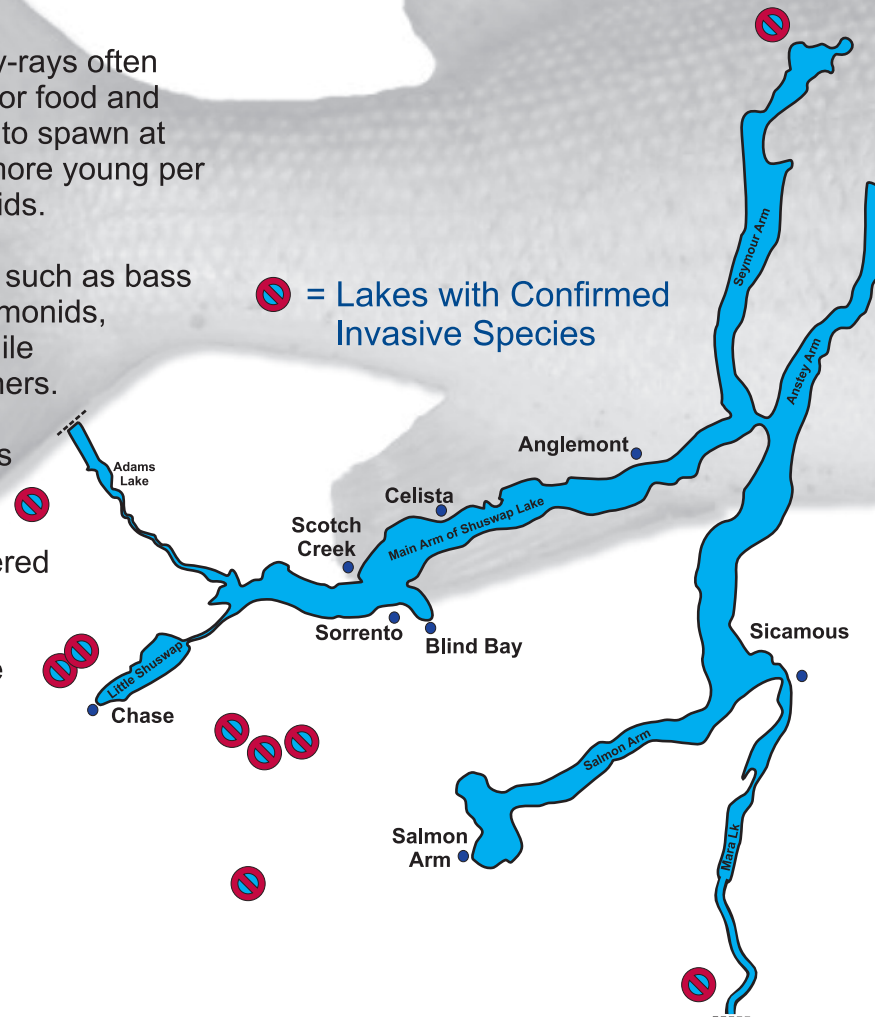 y-rays often
or food and
to spawn at
more young per
ids.
such as bass
monids,
ile
ners.
s
ered
e
= Lakes with Confirmed
Invasive Species
Seymour Arm
Anstey Arm
Anglemont
Adams
Lake
Celista
Main Arm of Shuswap Lake
Scotch
Creek
Sorrento
Blind Bay
Sicamous
Little Shuswap
Chase
Salmon Arm
Salmon
Arm
Mara Lk